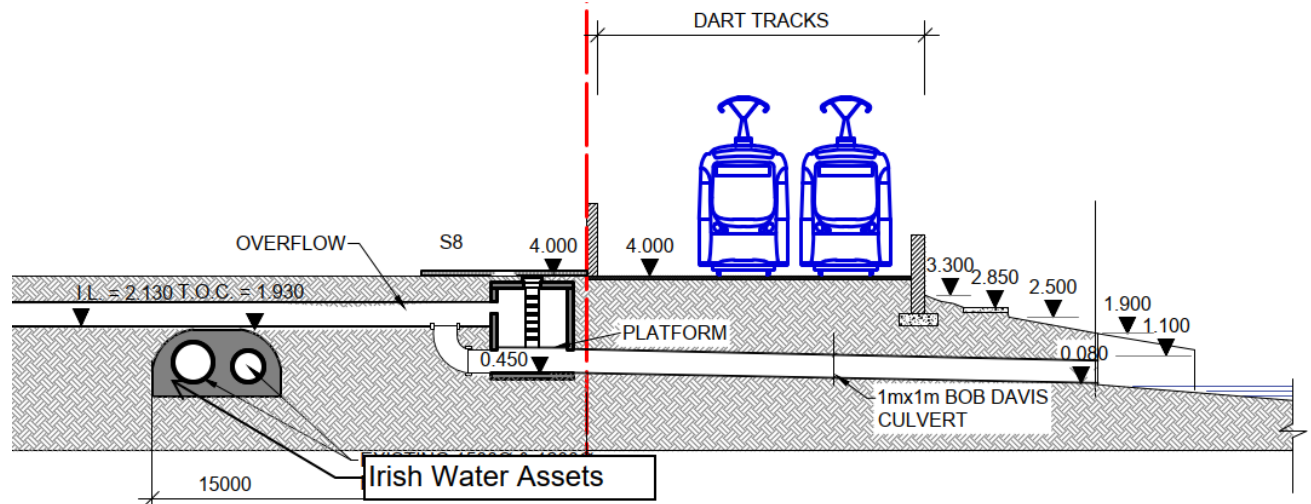 DART TRACKS
OVERFLOW
S8
4.000
4.000
3.300
2.850
2.500
1.900
1.100
I.L. = 2.130 T.O.C. = 1.930
PLATFORM
0.450
0.080
1mx1m BOB DAVIS
CULVERT
Irish Water Assets
15000